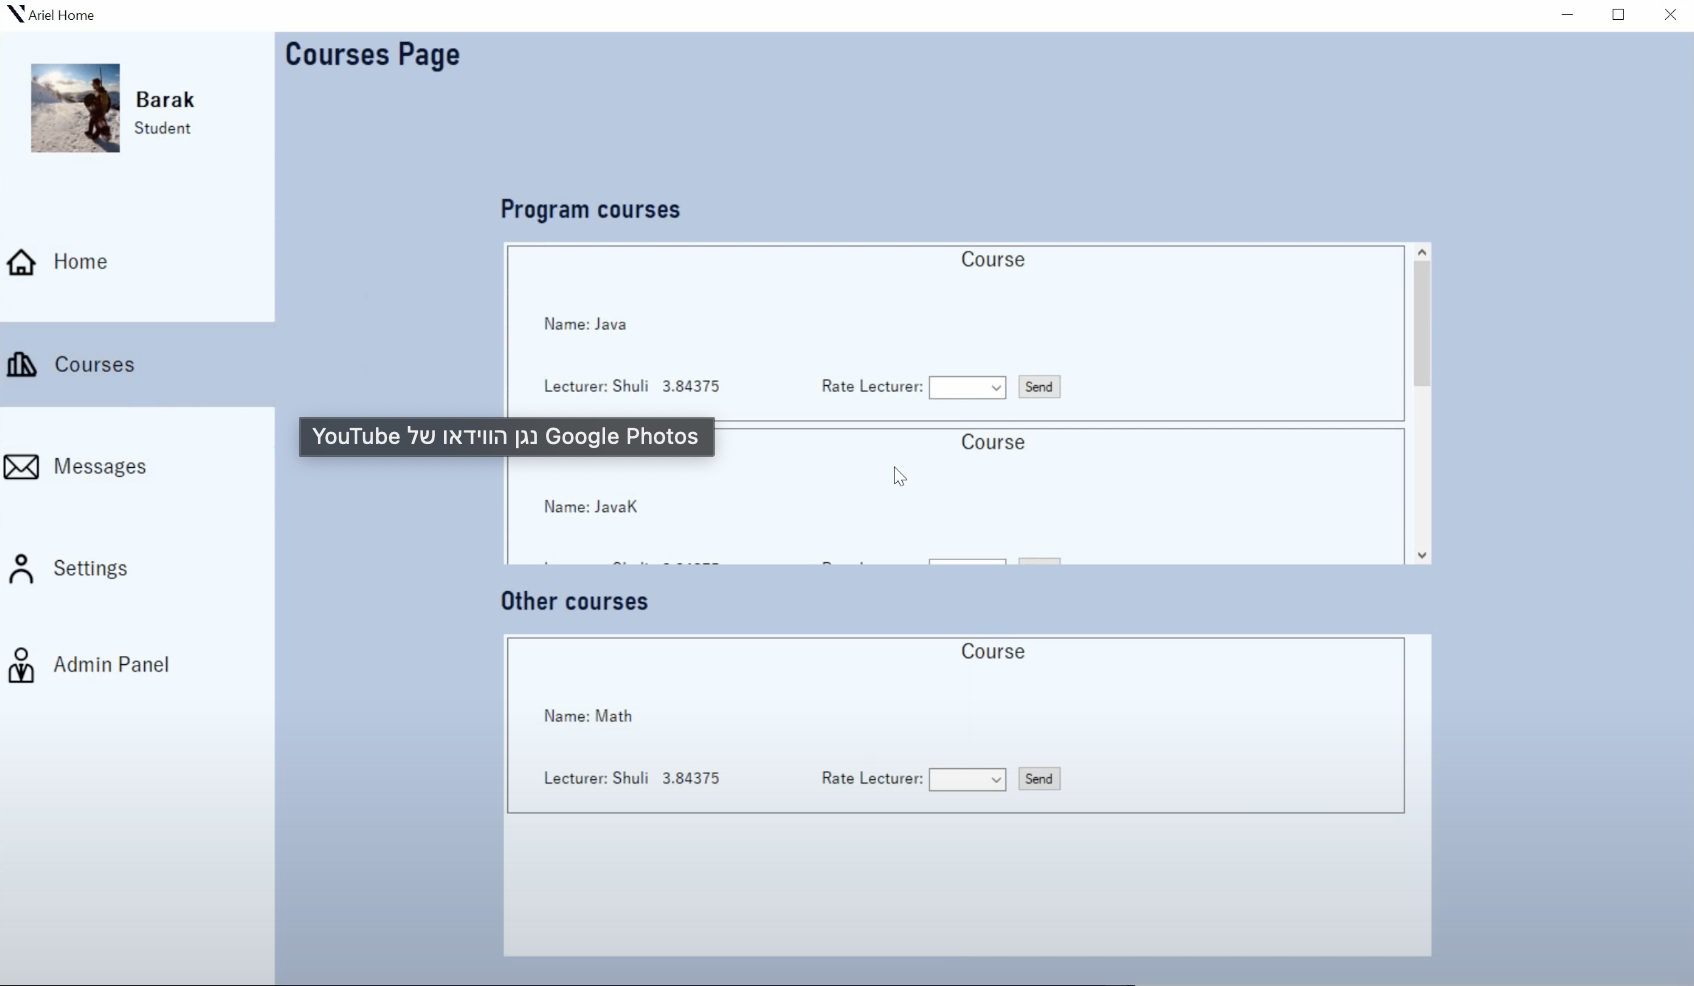 Ariel Home
Courses Page
Barak
Student
Home
Courses
Messages
Settings
Admin Panel
Program courses
Course
Name: Java
Lecturer: Shuli 3.84375 Rate Lecturer: Send
נגן הווידאו של YouTube Google Photos
Course
Name: JavaK
Other courses
Course
Name: Math
Lecturer: Shuli 3.84375 Rate Lecturer: Send